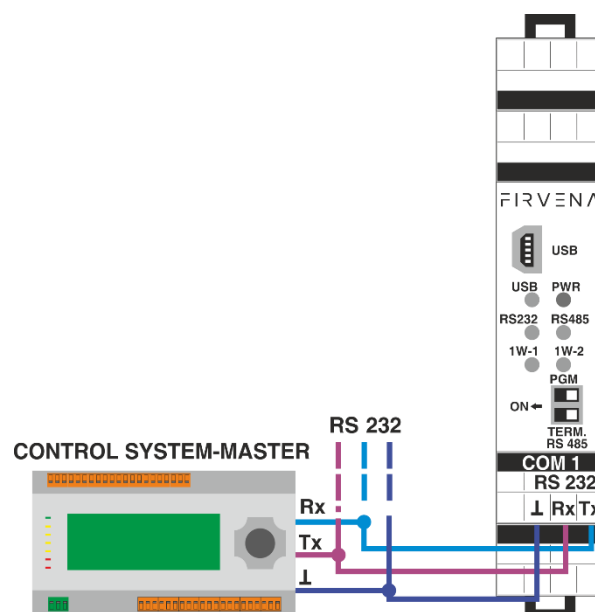 FIRVENA
USB
USB PWR
RS232 RS485
1W-1 1W-2
PGM
ON←
TERM.
RS 485
RS 232
CONTROL SYSTEM-MASTER
COM 1
RS 232
⊥ Rx Tx
Rx
Tx
⊥